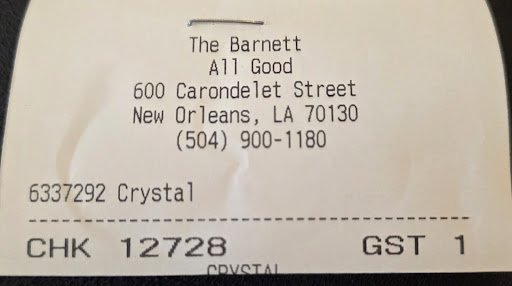 The Barnett
All Good
600 Carondelet Street
New Orleans, LA 70130
(504) 900-1180
6337292 Crystal
CHK 12728 GST 1
CRYSTAL